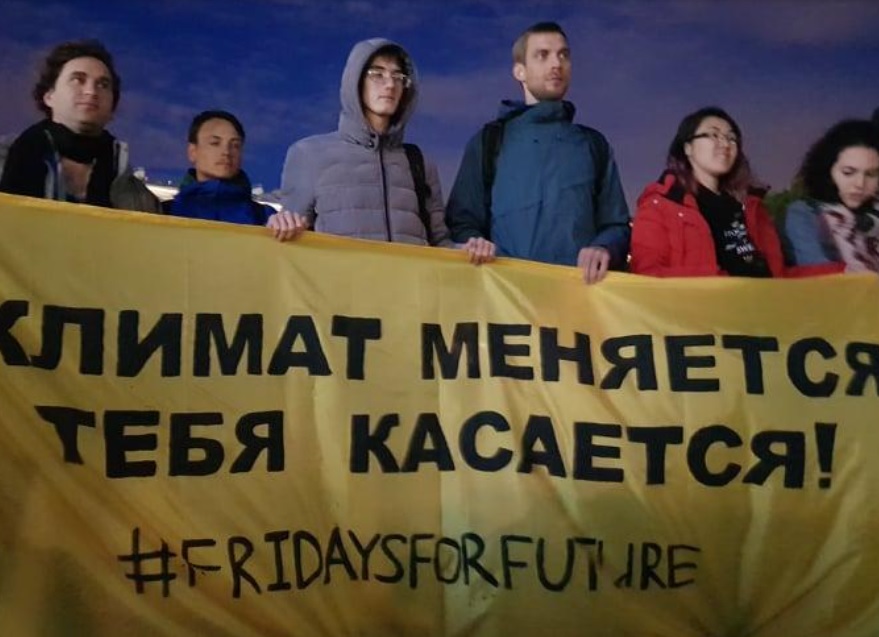 КЛИМАТ МЕНЯЕТСЯ
ТЕБЯ КАСАЕТСЯ!
#FRIDAYSFORFUTURE